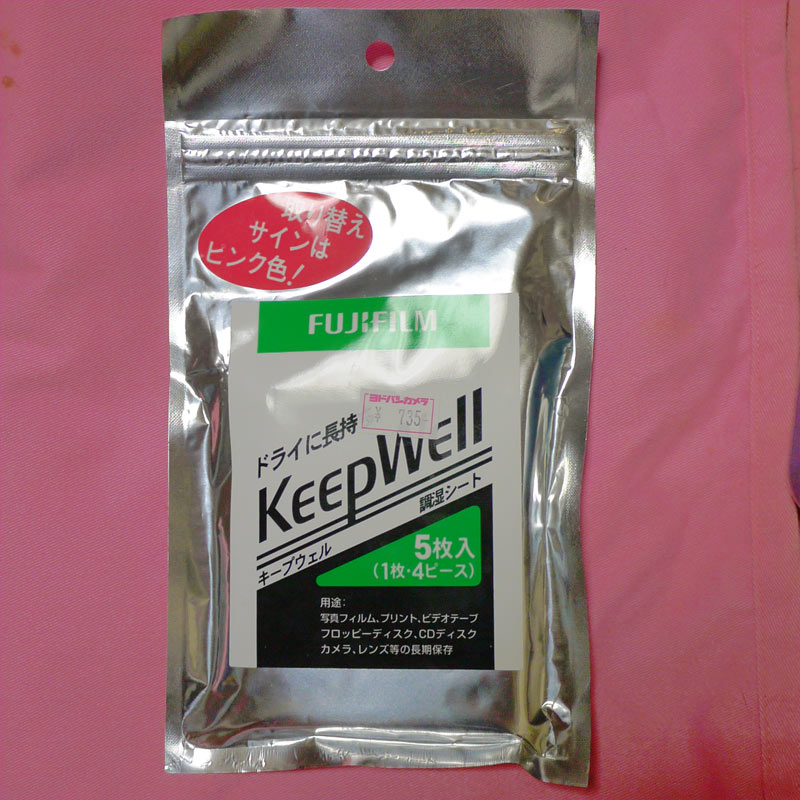 取り替え
サインは
ピンク色!
FUJIFILM
ヨドバシカメラ
¥ 735
ドライに長持
KeepWell
調湿シート
キープウェル
5枚入
(1枚・4ピース)
用途:
写真フィルム、プリント、ビデオテープ
フロッピーディスク、CDディスク
カメラ、レンズ等の長期保存